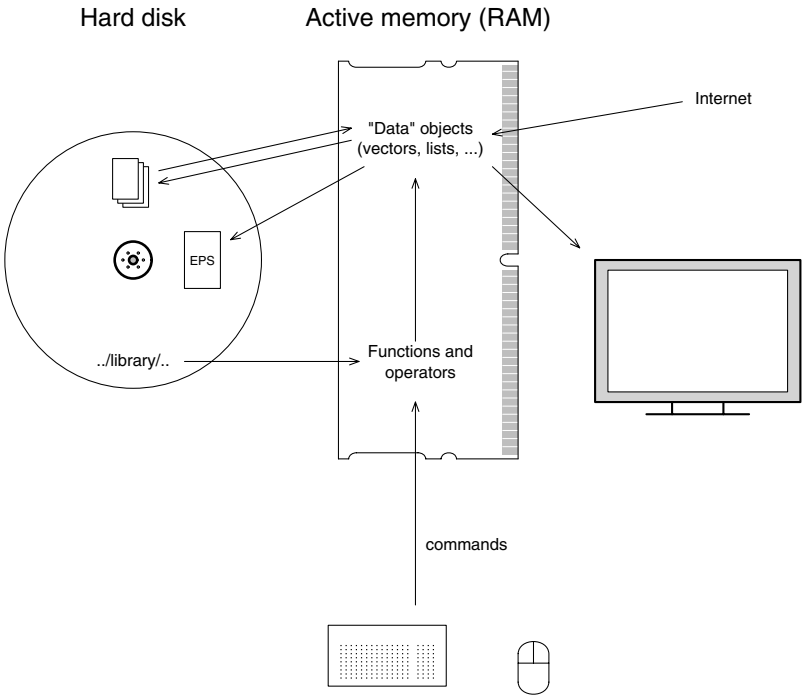 Hard disk
Active memory (RAM)
Internet
"Data" objects
(vectors, lists, ...)
EPS
../library/..
Functions and
operators
commands